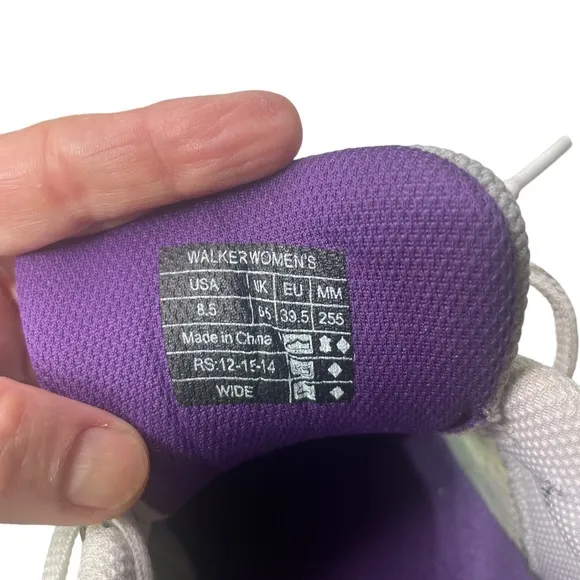 WALKERWOMEN'S
USA UK EU MM
8.5 39.5 255
Made in China
RS:12-15-14
WIDE